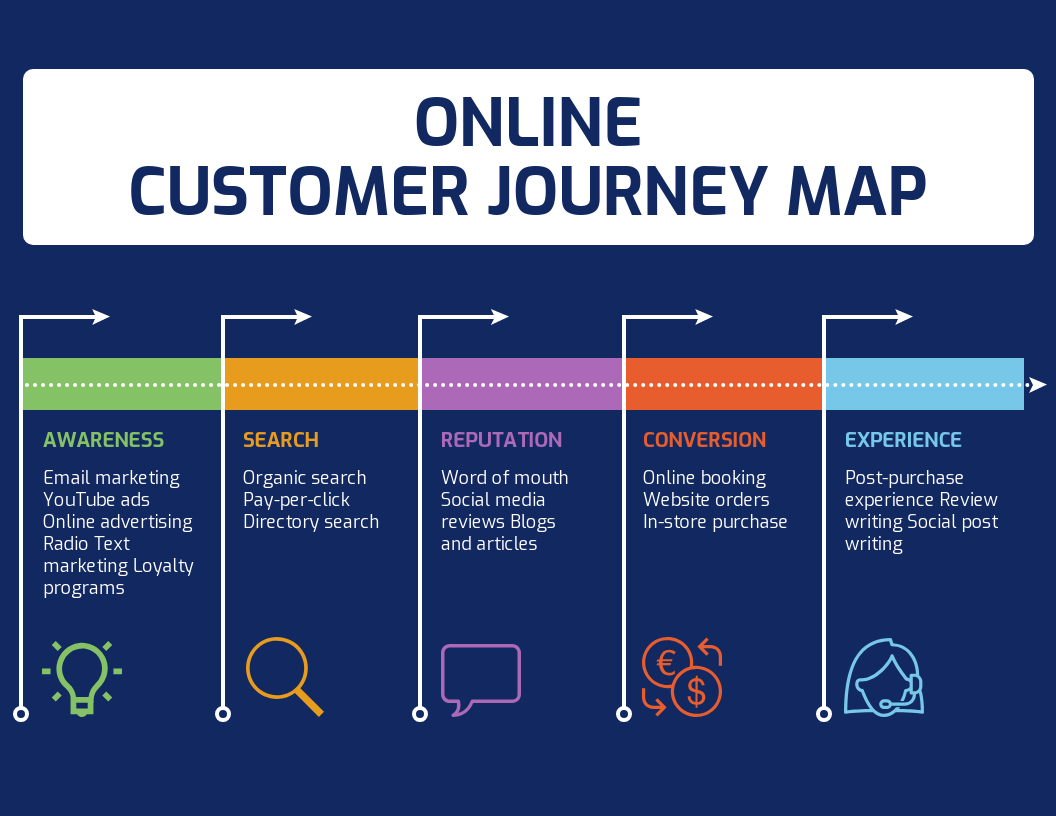 ONLINE
CUSTOMER JOURNEY MAP
AWARENESS
Email marketing
YouTube ads
Online advertising
Radio Text
marketing Loyalty
programs
SEARCH
Organic search
Pay-per-click
Directory search
REPUTATION
Word of mouth
Social media
reviews Blogs
and articles
CONVERSION
Online booking
Website orders
In-store purchase
€
$
EXPERIENCE
Post-purchase
experience Review
writing Social post
writing